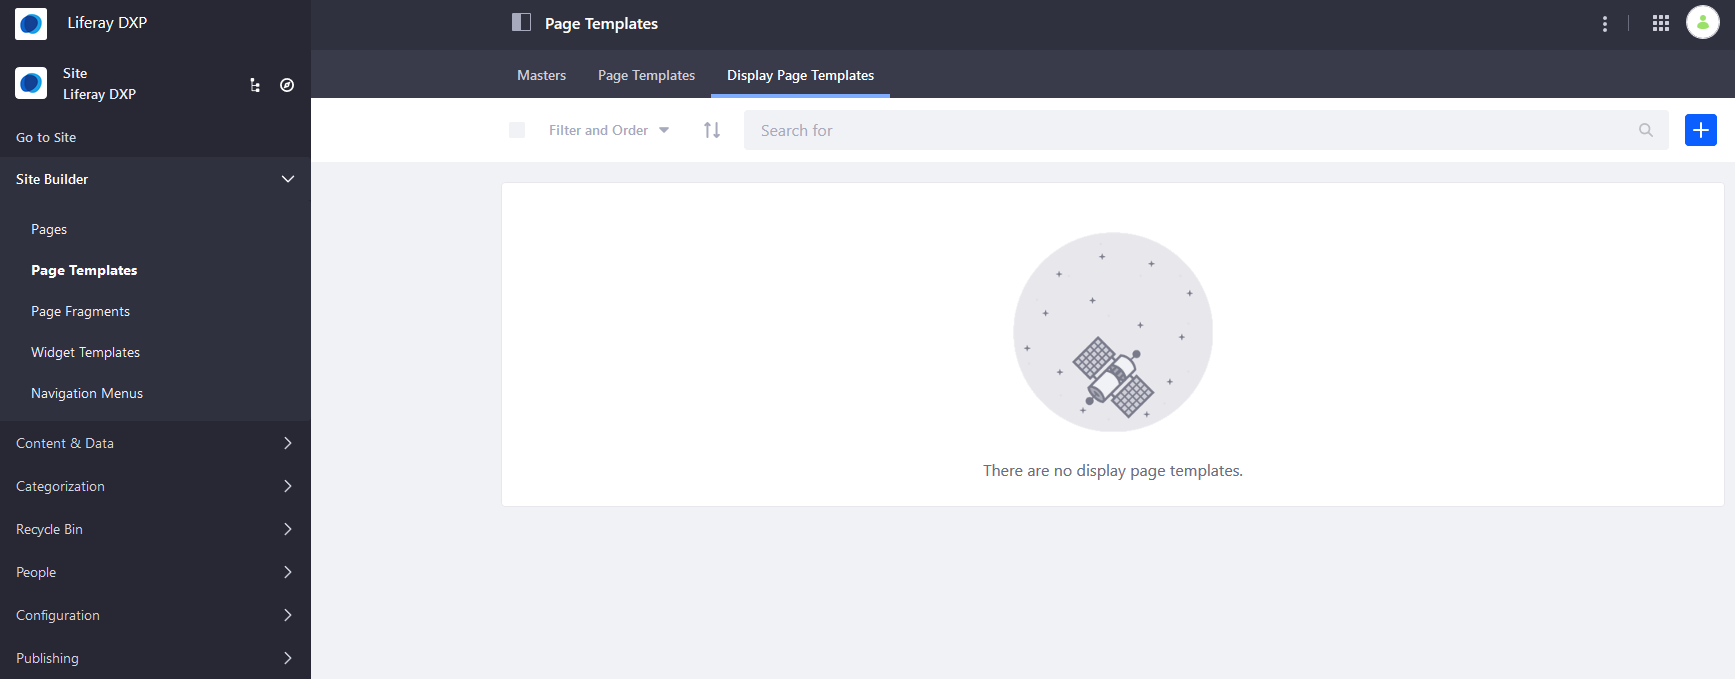 Liferay DXP
Site
Liferay DXP
Go to Site
Site Builder
Pages
Page Templates
Page Fragments
Widget Templates
Navigation Menus
Content & Data
Categorization
Recycle Bin
People
Configuration
Publishing
Page Templates
Masters
Page Templates
Display Page Templates
Filter and Order
Search for
There are no display page templates.